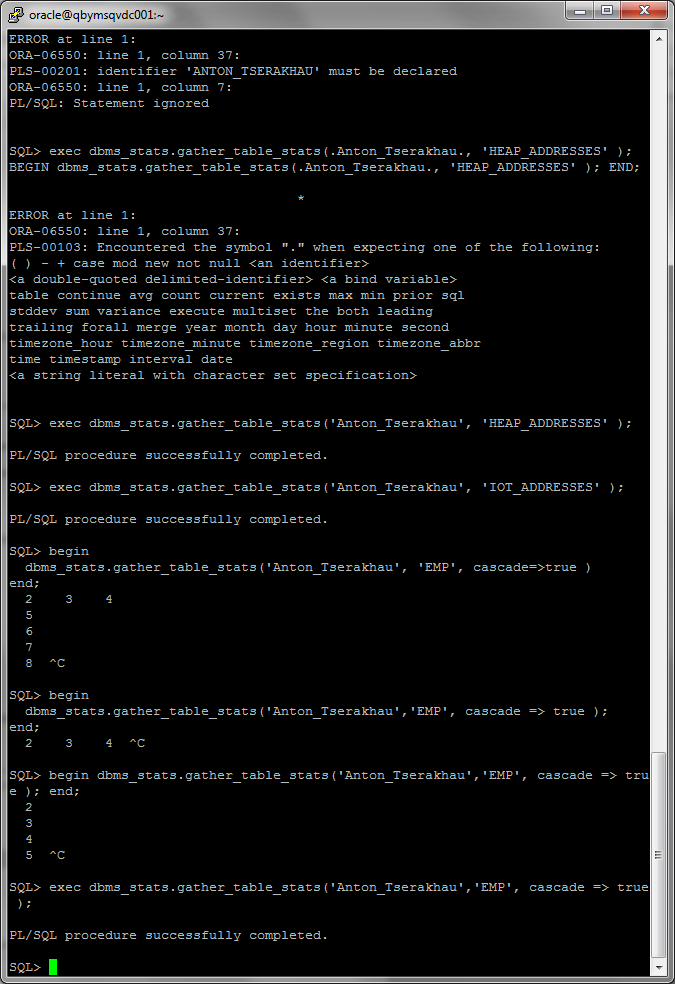 oracle@qbymsqvdc001:~
ERROR at line 1:
ORA-06550: line 1, column 37:
PLS-00201: identifier 'ANTON_TSERAKHAU' must be declared
ORA-06550: line 1, column 7:
PL/SQL: Statement ignored
SQL> exec dbms_stats.gather_table_stats(.Anton_Tserakhau., 'HEAP_ADDRESSES' );
BEGIN dbms_stats.gather_table_stats(.Anton_Tserakhau., 'HEAP_ADDRESSES' ); END;
*
ERROR at line 1:
ORA-06550: line 1, column 37:
PLS-00103: Encountered the symbol "." when expecting one of the following:
( ) - + case mod new not null <an identifier>
<a double-quoted delimited-identifier> <a bind variable>
table continue avg count current exists max min prior sql
stddev sum variance execute multiset the both leading
trailing forall merge year month day hour minute second
timezone_hour timezone_minute timezone_region timezone_abbr
time timestamp interval date
<a string literal with character set specification>
SQL> exec dbms_stats.gather_table_stats('Anton_Tserakhau', 'HEAP_ADDRESSES' );
PL/SQL procedure successfully completed.
SQL> exec dbms_stats.gather_table_stats('Anton_Tserakhau', 'IOT_ADDRESSES' );
PL/SQL procedure successfully completed.
SQL> begin
dbms_stats.gather_table_stats('Anton_Tserakhau', 'EMP', cascade=>true )
end;
2 3 4
5
6
7
8 ^C
SQL> begin
dbms_stats.gather_table_stats('Anton_Tserakhau','EMP', cascade => true );
end;
2 3 4 ^C
SQL> begin dbms_stats.gather_table_stats('Anton_Tserakhau','EMP', cascade => tru
e ); end;
2
3
4
5 ^C
SQL> exec dbms_stats.gather_table_stats('Anton_Tserakhau','EMP', cascade => true
);
PL/SQL procedure successfully completed.
SQL>